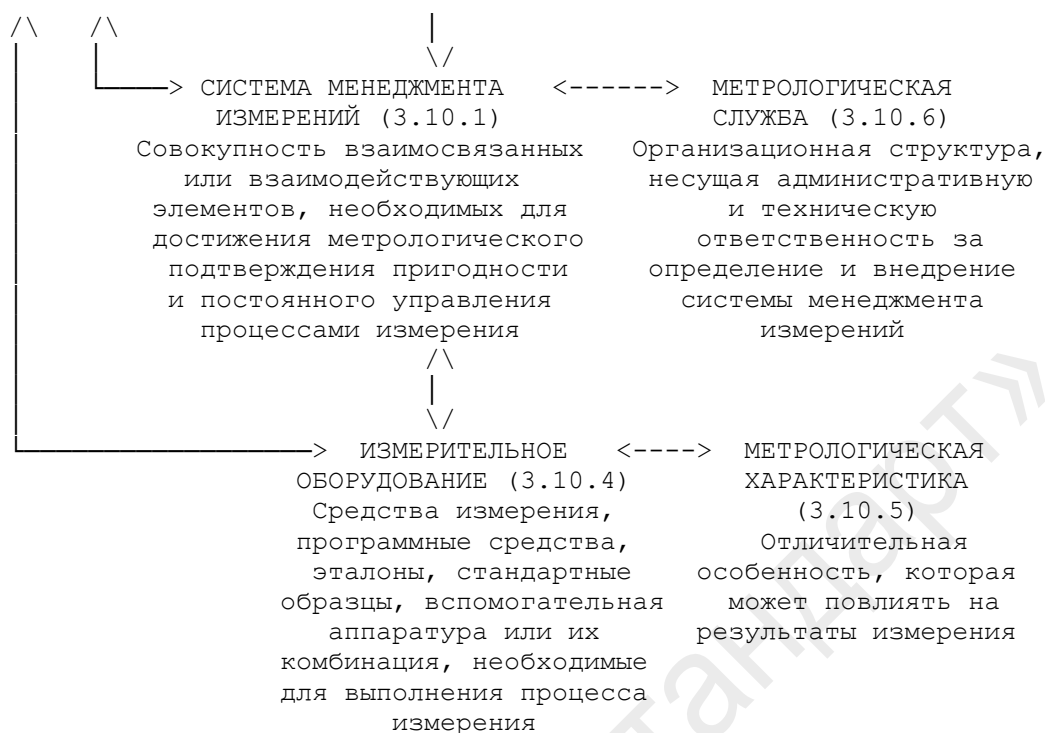 /\ /\ |
| | \/
└────> СИСТЕМА МЕНЕДЖМЕНТА <------> МЕТРОЛОГИЧЕСКАЯ
ИЗМЕРЕНИЙ (3.10.1) СЛУЖБА (3.10.6)
Совокупность взаимосвязанных Организационная структура,
или взаимодействующих несущая административную
элементов, необходимых для и техническую
достижения метрологического ответственность за
подтверждения пригодности определение и внедрение
и постоянного управления системы менеджмента
процессами измерения измерений
/\
|
\/
└────────────────────> ИЗМЕРИТЕЛЬНОЕ <----> МЕТРОЛОГИЧЕСКАЯ
ОБОРУДОВАНИЕ (3.10.4) ХАРАКТЕРИСТИКА
Средства измерения, (3.10.5)
программные средства, Отличительная
эталоны, стандартные особенность, которая
образцы, вспомогательная может повлиять на
аппаратура или их результаты измерения
комбинация, необходимые
для выполнения процесса
измерения
тандарт»